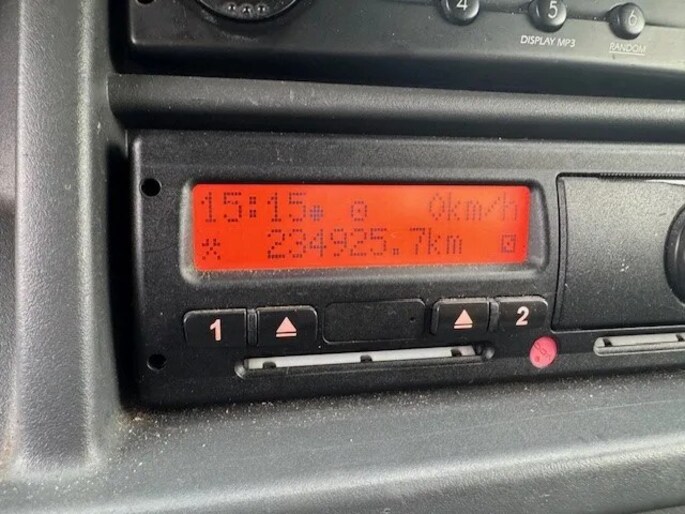 4 5 6
DISPLAY MP3 RANDOM
15:15 0km/h
234925.7km
1 2